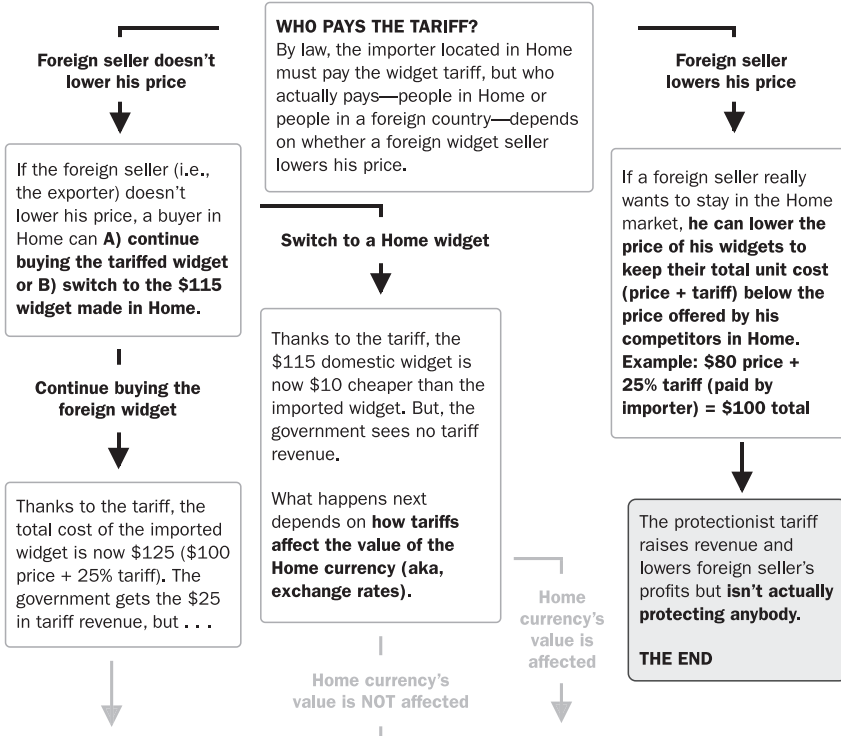 WHO PAYS THE TARIFF?
By law, the importer located in Home
must pay the widget tariff, but who
actually pays—people in Home or
people in a foreign country—depends
on whether a foreign widget seller
lowers his price.
Foreign seller doesn’t
lower his price
If the foreign seller (i.e.,
the exporter) doesn’t
lower his price, a buyer in
Home can A) continue
buying the tariffed widget
or B) switch to the $115
widget made in Home.
Continue buying the
foreign widget
Thanks to the tariff, the
total cost of the imported
widget is now $125 ($100
price + 25% tariff). The
government gets the $25
in tariff revenue, but . . .
Switch to a Home widget
Thanks to the tariff, the
$115 domestic widget is
now $10 cheaper than the
imported widget. But, the
government sees no tariff
revenue.
What happens next
depends on how tariffs
affect the value of the
Home currency (aka,
exchange rates).
Home currency’s
value is NOT affected
Home
currency’s
value is
affected
Foreign seller
lowers his price
If a foreign seller really
wants to stay in the Home
market, he can lower the
price of his widgets to
keep their total unit cost
(price + tariff) below the
price offered by his
competitors in Home.
Example: $80 price +
25% tariff (paid by
importer) = $100 total
The protectionist tariff
raises revenue and
lowers foreign seller’s
profits but isn’t actually
protecting anybody.
THE END